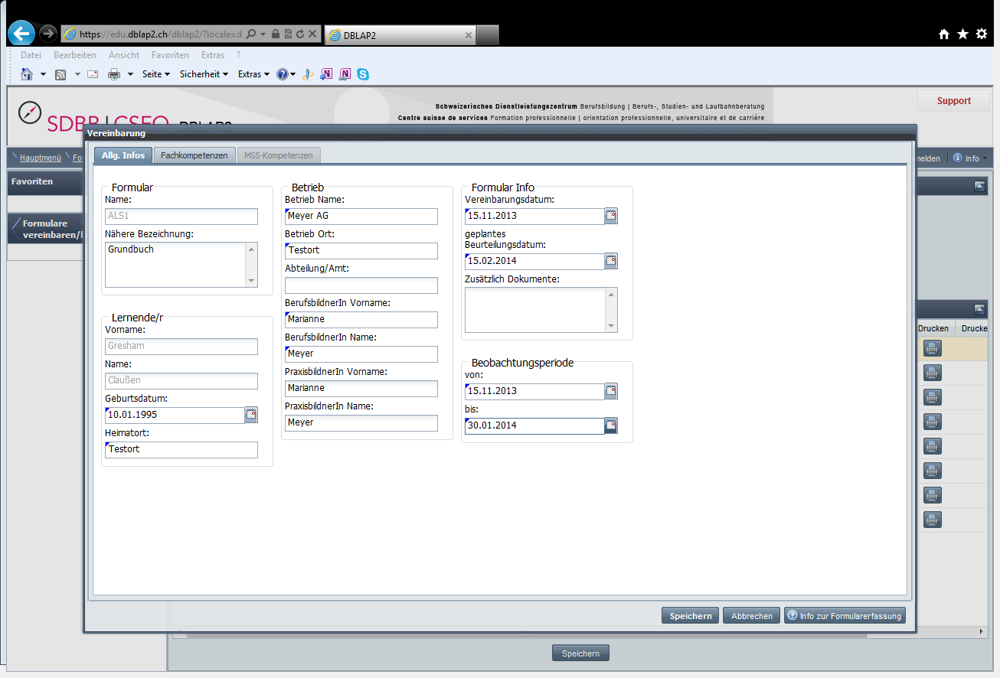 https://edu.dblap2.ch/dblap2/?locale=d
DBLAP2
Datei Bearbeiten Ansicht Favoriten Extras ?
Seite Sicherheit Extras
Schweizerisches Dienstleistungszentrum Berufsbildung | Berufs-, Studien- und Laufbahnberatung
Centre suisse de services Formation professionnelle | orientation professionnelle, universitaire et de carrière
Support
SDBB | CSFO DBLAP2
Vereinbarung
Allg. Infos Fachkompetenzen MSS-Kompetenzen
Hauptmenü Fo
nelden Info
Favoriten
Formulare
vereinbaren/
Formular
Name:
ALS1
Nähere Bezeichnung:
Grundbuch
Lernende/r
Vorname:
Gresham
Name:
Claußen
Geburtsdatum:
10.01.1995
Heimatort:
Testort
Betrieb
Betrieb Name:
Meyer AG
Betrieb Ort:
Testort
Abteilung/Amt:
BerufsbildnerIn Vorname:
Marianne
BerufsbildnerIn Name:
Meyer
PraxisbildnerIn Vorname:
Marianne
PraxisbildnerIn Name:
Meyer
Formular Info
Vereinbarungsdatum:
15.11.2013
geplantes
Beurteilungsdatum:
15.02.2014
Zusätzlich Dokumente:
Beobachtungsperiode
von:
15.11.2013
bis:
30.01.2014
Drucken Drucke
Speichern Abbrechen Info zur Formularerfassung
Speichern